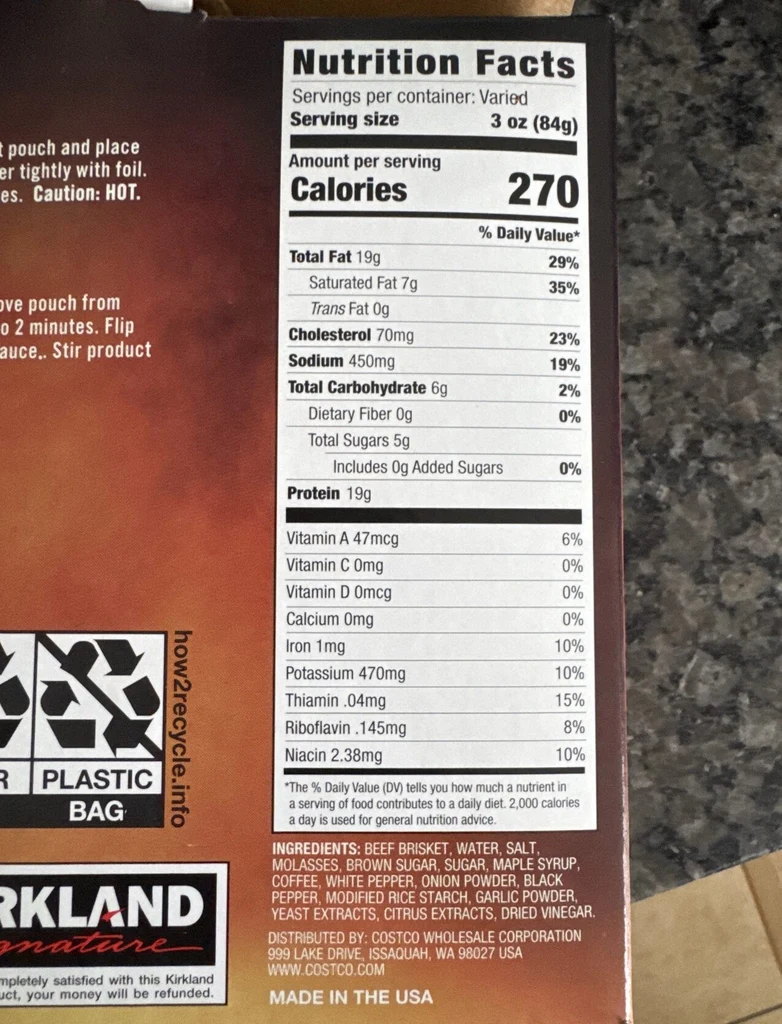 t pouch and place
er tightly with foil.
es. Caution: HOT.
ove pouch from
o 2 minutes. Flip
auce.. Stir product
Nutrition Facts
Servings per container: Varied
Serving size 3 oz (84g)
Amount per serving
Calories 270
% Daily Value*
Total Fat 19g 29%
Saturated Fat 7g 35%
Trans Fat 0g
Cholesterol 70mg 23%
Sodium 450mg 19%
Total Carbohydrate 6g 2%
Dietary Fiber 0g 0%
Total Sugars 5g
Includes 0g Added Sugars 0%
Protein 19g
Vitamin A 47mcg 6%
Vitamin C 0mg 0%
Vitamin D 0mcg 0%
Calcium 0mg 0%
Iron 1mg 10%
Potassium 470mg 10%
Thiamin .04mg 15%
Riboflavin .145mg 8%
Niacin 2.38mg 10%
*The % Daily Value (DV) tells you how much a nutrient in
a serving of food contributes to a daily diet. 2,000 calories
a day is used for general nutrition advice.
INGREDIENTS: BEEF BRISKET, WATER, SALT,
MOLASSES, BROWN SUGAR, SUGAR, MAPLE SYRUP,
COFFEE, WHITE PEPPER, ONION POWDER, BLACK
PEPPER, MODIFIED RICE STARCH, GARLIC POWDER,
YEAST EXTRACTS, CITRUS EXTRACTS, DRIED VINEGAR.
DISTRIBUTED BY: COSTCO WHOLESALE CORPORATION
999 LAKE DRIVE, ISSAQUAH, WA 98027 USA
WWW.COSTCO.COM
MADE IN THE USA
how2recycle.info
R PLASTIC
BAG
RKLAND
gnature
mpletely satisfied with this Kirkland
uct, your money will be refunded.